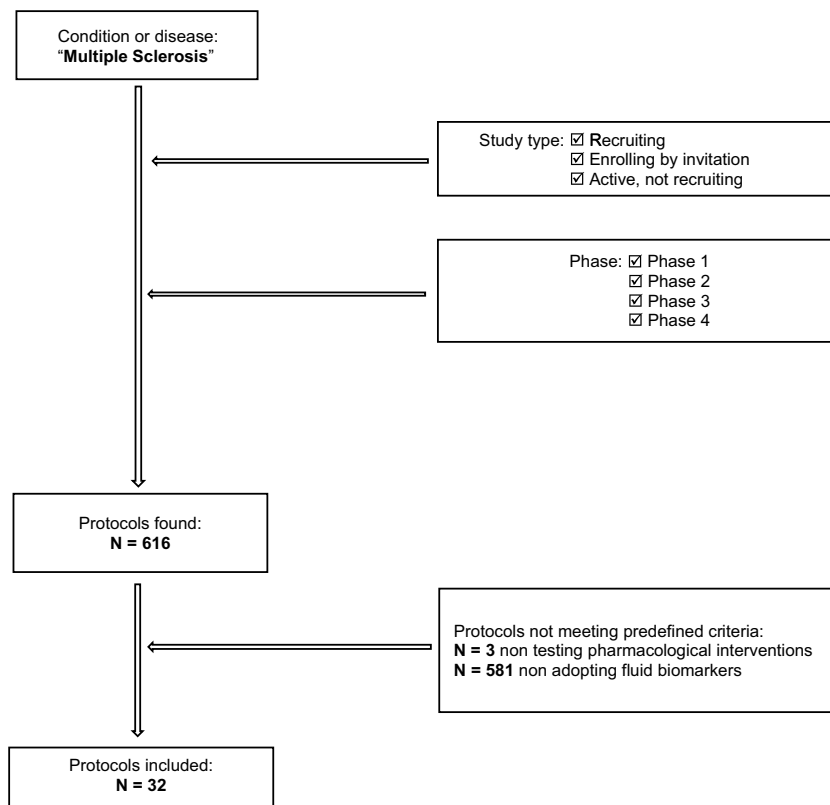 Condition or disease:
“Multiple Sclerosis”
Study type: ☑ Recruiting
☑ Enrolling by invitation
☑ Active, not recruiting
Phase: ☑ Phase 1
☑ Phase 2
☑ Phase 3
☑ Phase 4
Protocols found:
N = 616
Protocols not meeting predefined criteria:
N = 3 non testing pharmacological interventions
N = 581 non adopting fluid biomarkers
Protocols included:
N = 32